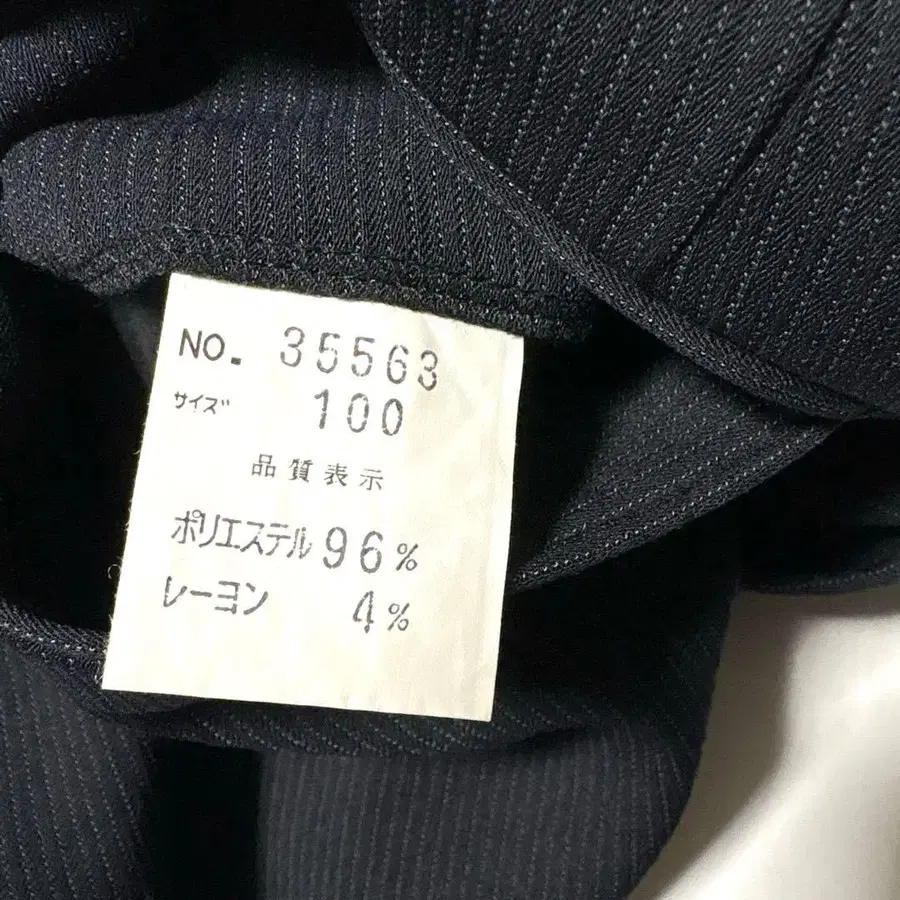 NO. 35563
サイズ 100
品質表示
ポリエステル 96%
レーヨン 4%